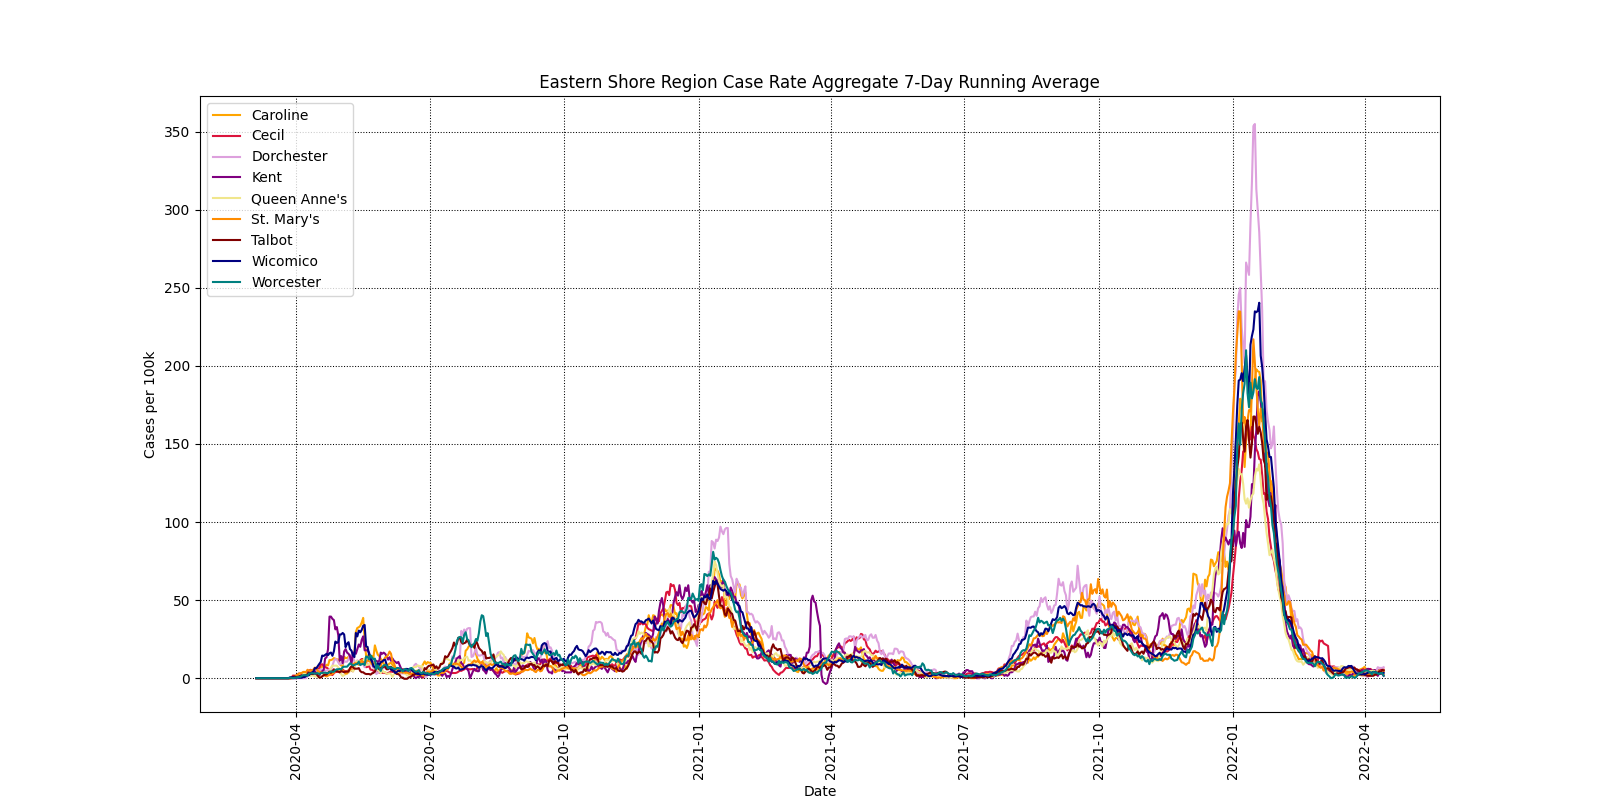 Eastern Shore Region Case Rate Aggregate 7-Day Running Average
Caroline
Cecil
Dorchester
Kent
Queen Anne's
St. Mary's
Talbot
Wicomico
Worcester
350
300
250
200
150
100
50
0
Cases per 100k
2020-04
2020-07
2020-10
2021-01
2021-04
2021-07
2021-10
2022-01
2022-04
Date